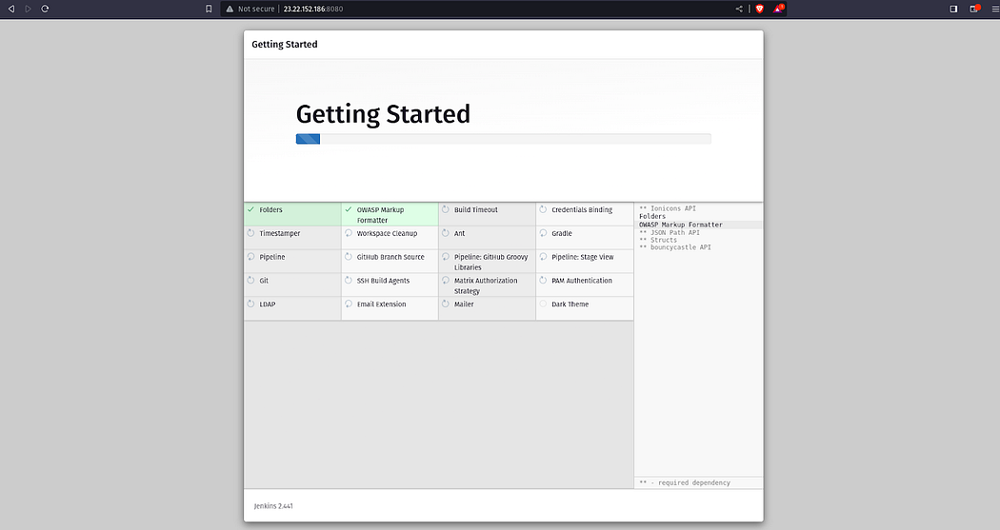 Not secure | 23.22.152.186:8080
Getting Started
Getting Started
Folders
OWASP Markup
Formatter
Build Timeout
Credentials Binding
Timestamper
Workspace Cleanup
Ant
Gradle
Pipeline
GitHub Branch Source
Pipeline: GitHub Groovy
Libraries
Pipeline: Stage View
Git
SSH Build Agents
Matrix Authorization
Strategy
PAM Authentication
LDAP
Email Extension
Mailer
Dark Theme
** Ionicons API
Folders
OWASP Markup Formatter
** JSON Path API
** Structs
** bouncycastle API
** - required dependency
Jenkins 2.441